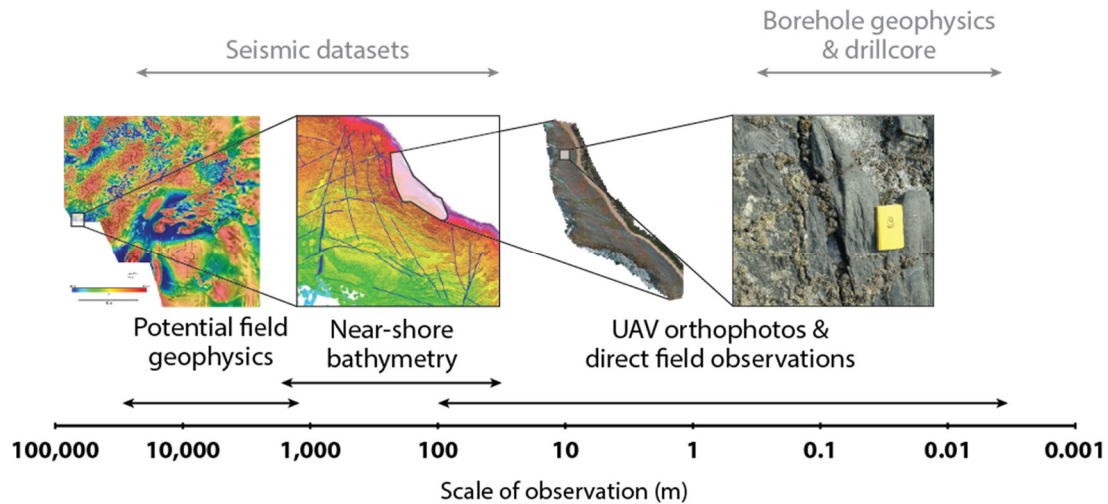 Seismic datasets
Borehole geophysics
& drillcore
Potential field
geophysics
Near-shore
bathymetry
UAV orthophotos &
direct field observations
100,000 10,000 1,000 100 10 1 0.1 0.01 0.001
Scale of observation (m)